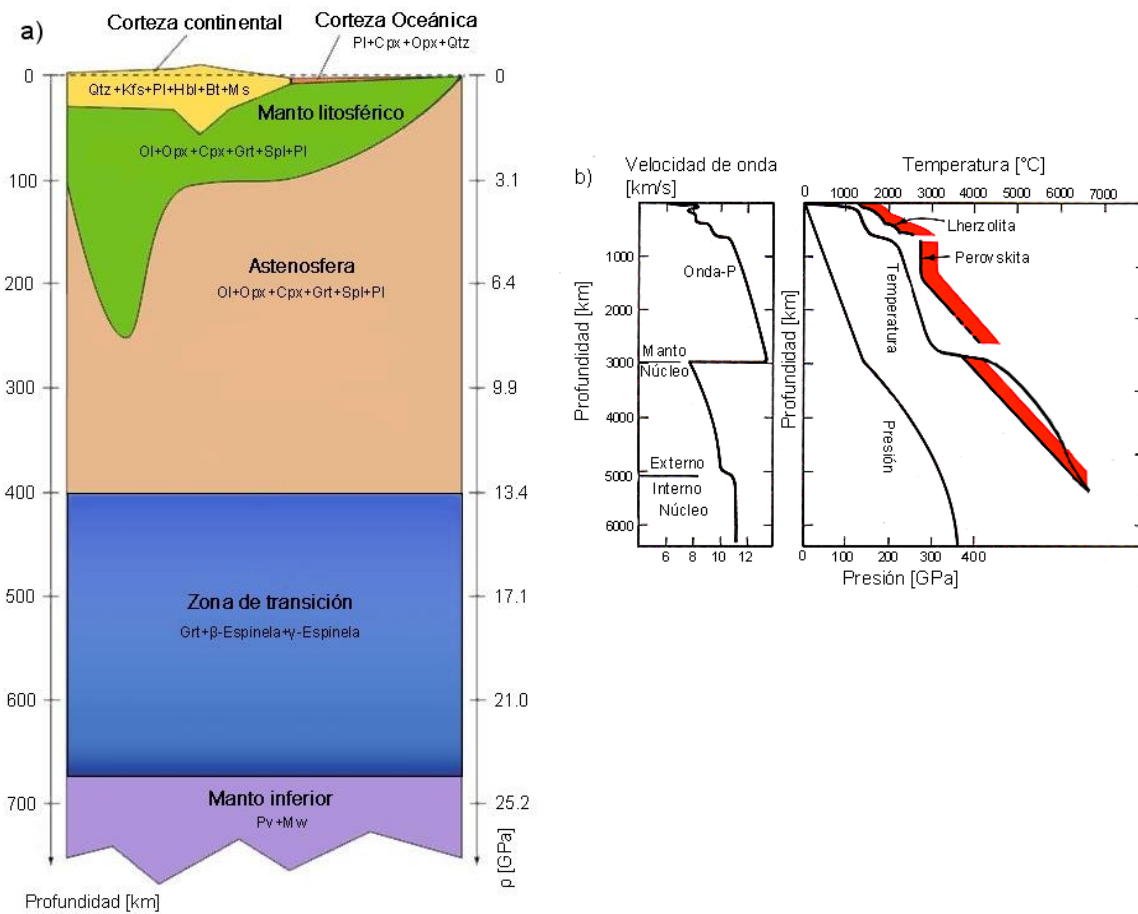 a)
Corteza continental
Corteza Oceánica
Pl+Cpx+Opx+Qtz
0
0
Qtz+Kfs+Pl+Hbl+Bt+Ms
Manto litosférico
Ol+Opx+Cpx+Grt+Spl+Pl
100
3.1
Astenosfera
Ol+Opx+Cpx+Grt+Spl+Pl
200
6.4
300
9.9
400
13.4
Zona de transición
Grt+β-Espinela+γ-Espinela
500
17.1
600
21.0
Manto inferior
Pv+Mw
700
25.2
ρ [GPa]
Profundidad [km]
b)
Velocidad de onda
[km/s]
Onda-P
Profundidad [km]
1000
2000
3000
4000
5000
6000
Manto
Núcleo
Externo
Interno
Núcleo
6 8 10 12
Temperatura [°C]
0 1000 2000 3000 4000 5000 6000 7000
Lherzolita
Perovskita
Temperatura
Presión
Profundidad [km]
0 100 200 300 400
Presión [GPa]